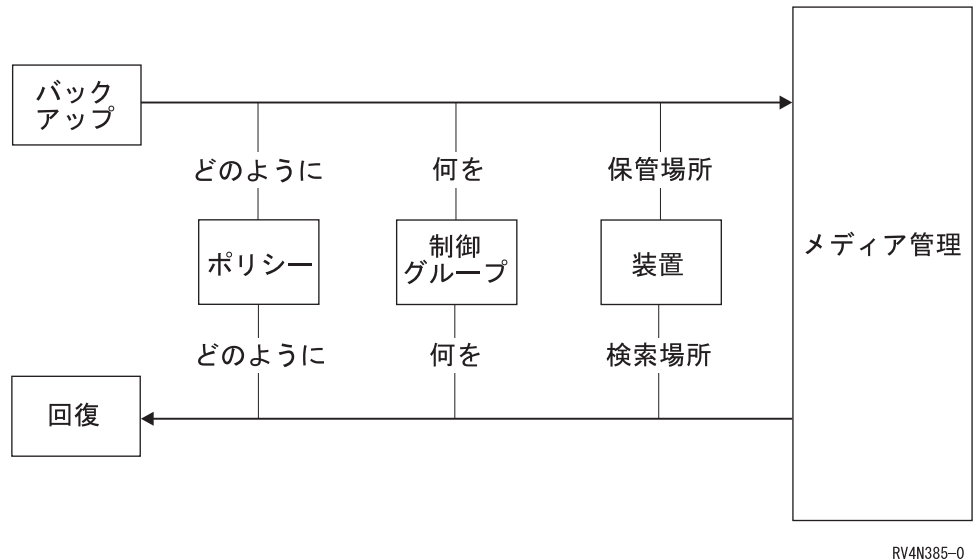 バック
アップ
どのように
何を
保管場所
ポリシー
制御
グループ
装置
メディア管理
どのように
何を
検索場所
回復
RV4N385-0